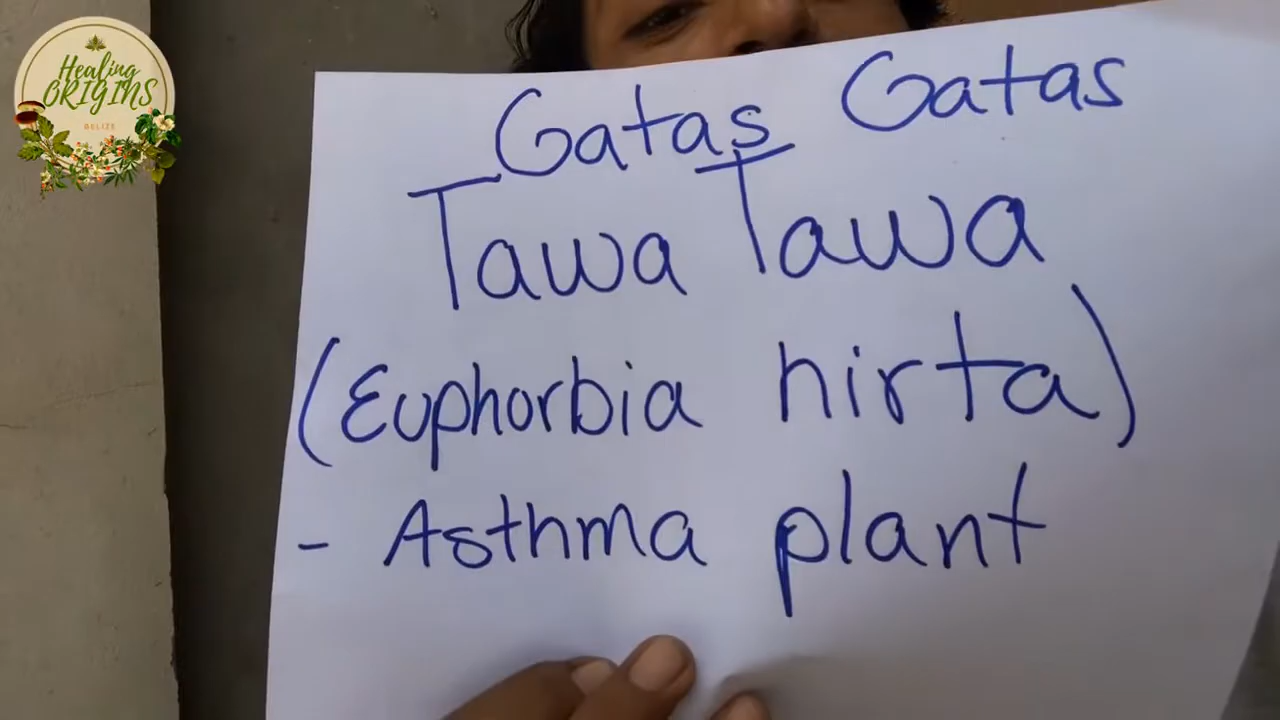 Healing
ORIGINS
BELIZE
Gatas Gatas
Tawa Tawa
(Euphorbia hirta)
- Asthma plant